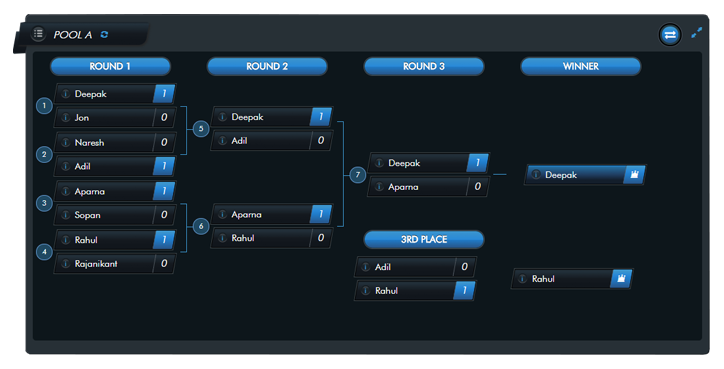 POOL A
ROUND 1
ROUND 2
ROUND 3
WINNER
1
Deepak 1
Jon 0
2
Naresh 0
Adil 1
3
Aparna 1
Sopan 0
4
Rahul 1
Rajanikant 0
5
Deepak 1
Adil 0
6
Aparna 1
Rahul 0
7
Deepak 1
Aparna 0
Deepak
3RD PLACE
Adil 0
Rahul 1
Rahul